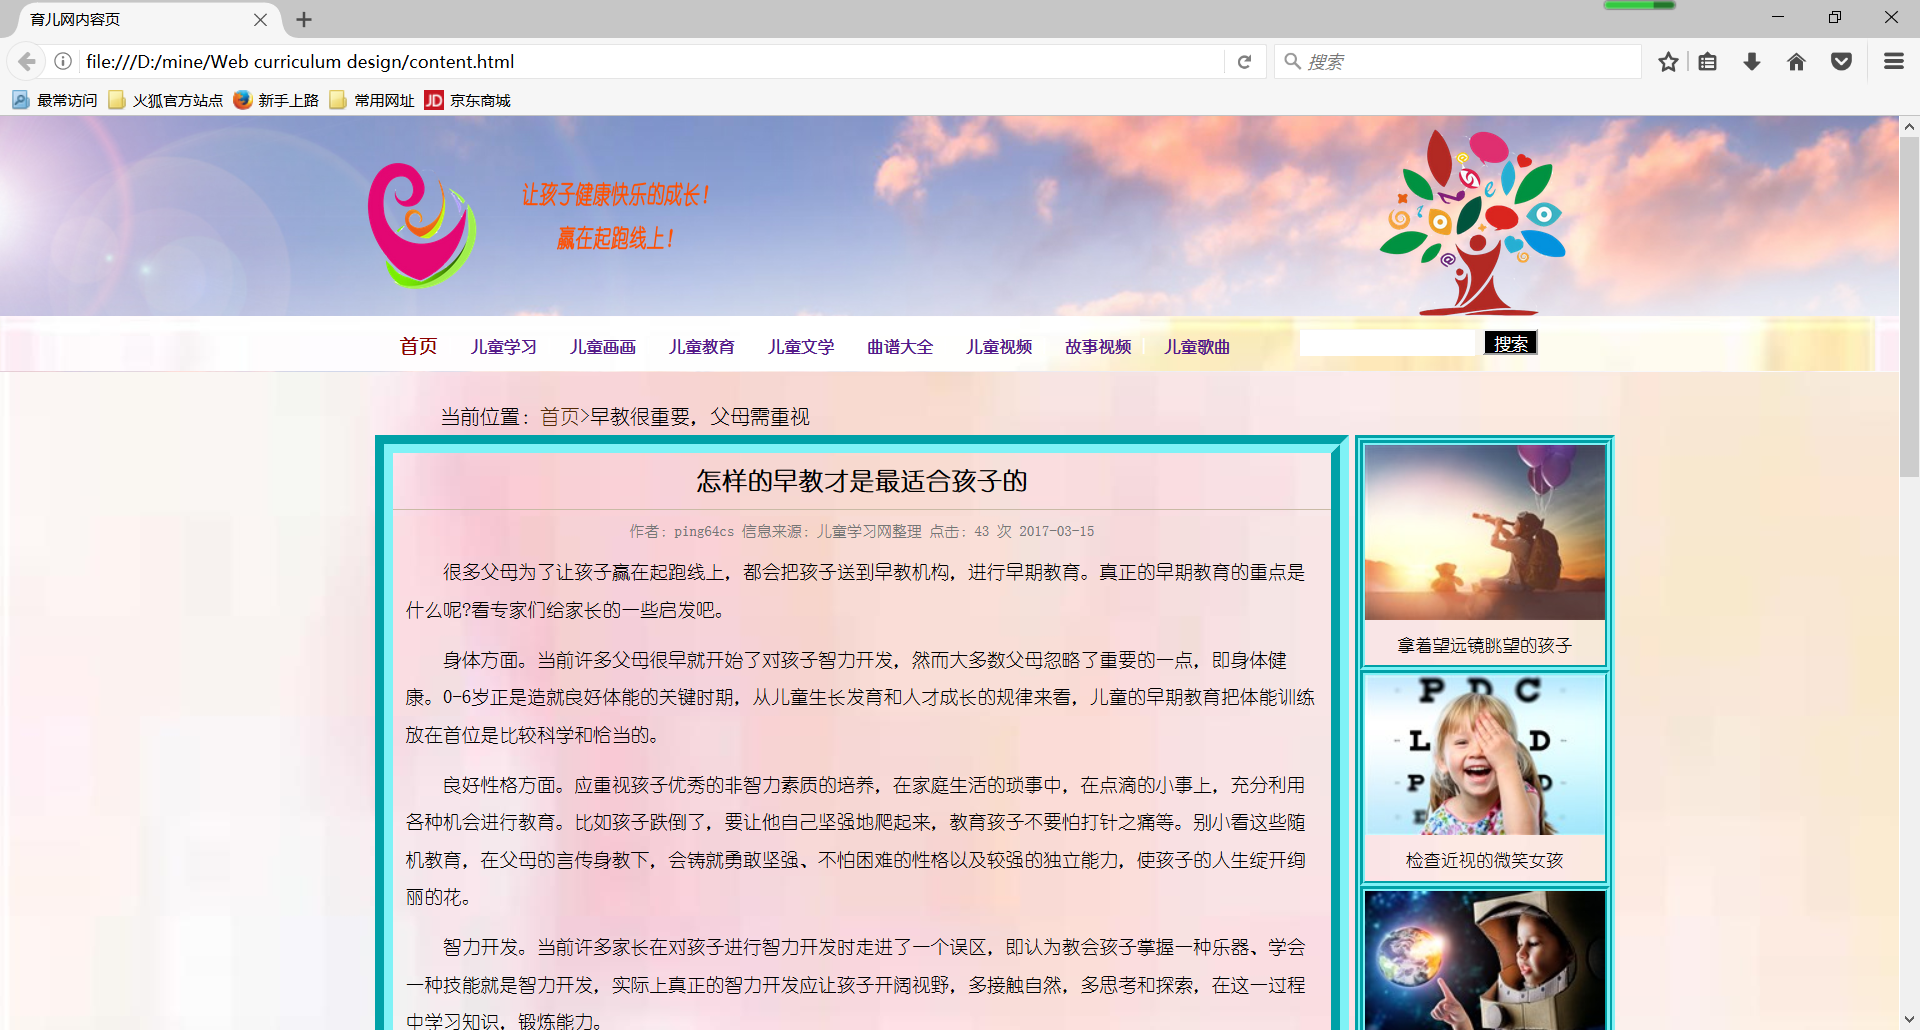 育儿网内容页
file:///D:/mine/Web curriculum design/content.html
搜索
最常访问 火狐官方站点 新手上路 常用网址 JD 京东商城
让孩子健康快乐的成长!
赢在起跑线上!
首页 儿童学习 儿童画画 儿童教育 儿童文学 曲谱大全 儿童视频 故事视频 儿童歌曲 搜索
当前位置：首页>早教很重要，父母需重视
怎样的早教才是最适合孩子的
作者：ping64cs 信息来源：儿童学习网整理 点击：43 次 2017-03-15
很多父母为了让孩子赢在起跑线上，都会把孩子送到早教机构，进行早期教育。真正的早期教育的重点是
什么呢?看专家们给家长的一些启发吧。
身体方面。当前许多父母很早就开始了对孩子智力开发，然而大多数父母忽略了重要的一点，即身体健
康。0-6岁正是造就良好体能的关键时期，从儿童生长发育和人才成长的规律来看，儿童的早期教育把体能训练
放在首位是比较科学和恰当的。
良好性格方面。应重视孩子优秀的非智力素质的培养，在家庭生活的琐事中，在点滴的小事上，充分利用
各种机会进行教育。比如孩子跌倒了，要让他自己坚强地爬起来，教育孩子不要怕打针之痛等。别小看这些随
机教育，在父母的言传身教下，会铸就勇敢坚强、不怕困难的性格以及较强的独立能力，使孩子的人生绽开绚
丽的花。
智力开发。当前许多家长在对孩子进行智力开发时走进了一个误区，即认为教会孩子掌握一种乐器、学会
一种技能就是智力开发，实际上真正的智力开发应让孩子开阔视野，多接触自然，多思考和探索，在这一过程
中学习知识，锻炼能力。
拿着望远镜眺望的孩子
P D C
L D
P D
E
检查近视的微笑女孩